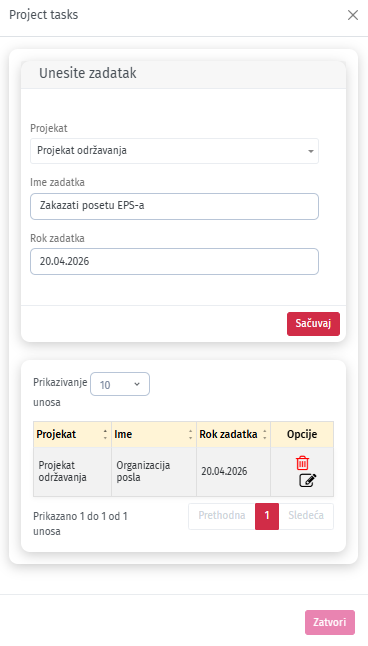 Project tasks
Unesite zadatak
Projekat
Projekat održavanja
Ime zadatka
Zakazati posetu EPS-a
Rok zadatka
20.04.2026
Sačuvaj
Prikazivanje 10
unosa
Projekat Ime Rok zadatka Opcije
Projekat Organizacija 20.04.2026
održavanja posla
Prikazano 1 do 1 od 1 Prethodna 1 Sledeća
unosa
Zatvori